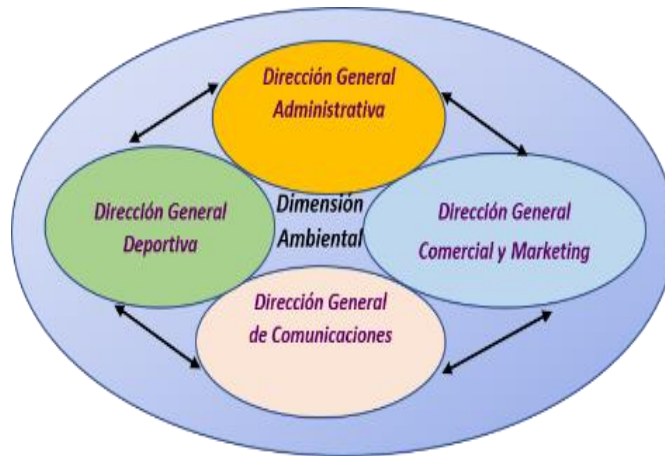 Dirección General
Administrativa
Dirección General
Deportiva
Dimensión
Ambiental
Dirección General
Comercial y Marketing
Dirección General
de Comunicaciones